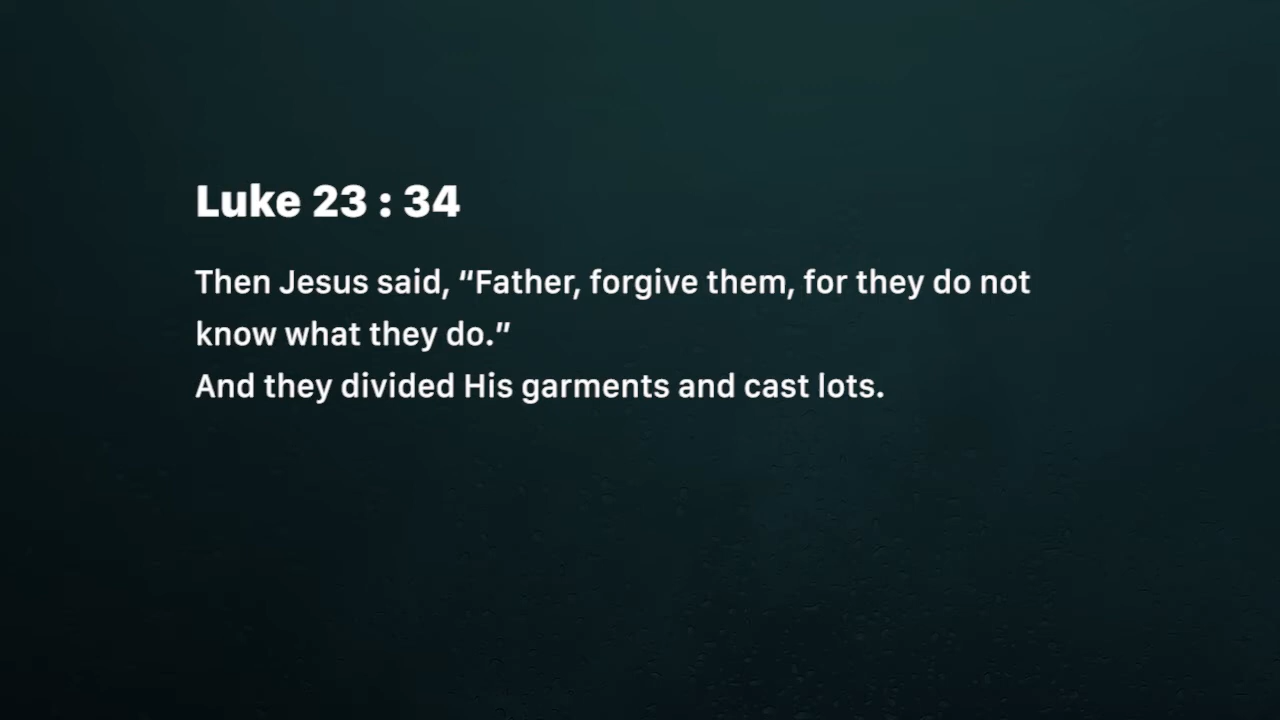 Luke 23 : 34
Then Jesus said, “Father, forgive them, for they do not
know what they do.”
And they divided His garments and cast lots.